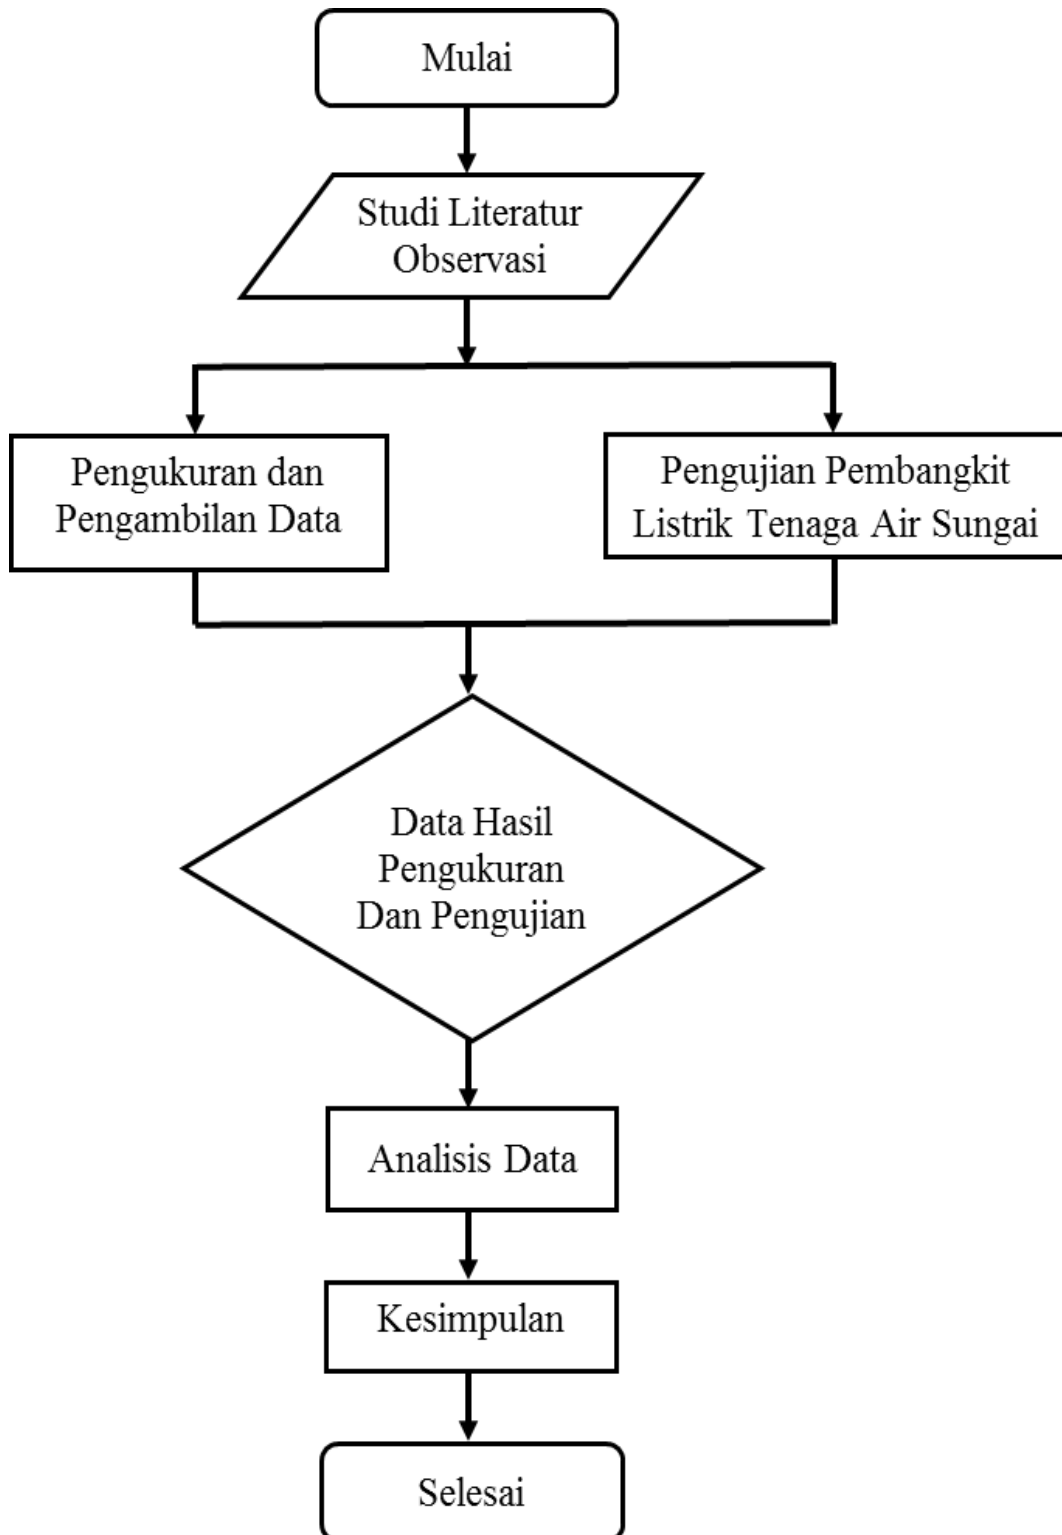 Mulai
Studi Literatur
Observasi
Pengukuran dan
Pengambilan Data
Pengujian Pembangkit
Listrik Tenaga Air Sungai
Data Hasil
Pengukuran
Dan Pengujian
Analisis Data
Kesimpulan
Selesai